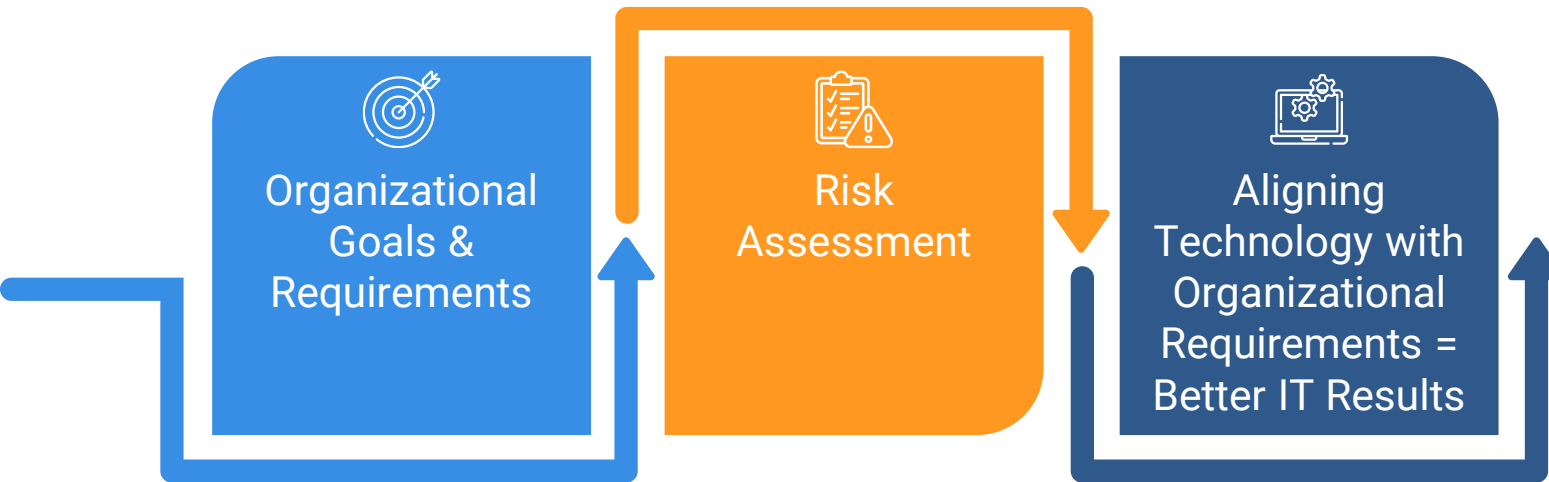 Organizational
Goals &
Requirements
Risk
Assessment
Aligning
Technology with
Organizational
Requirements =
Better IT Results